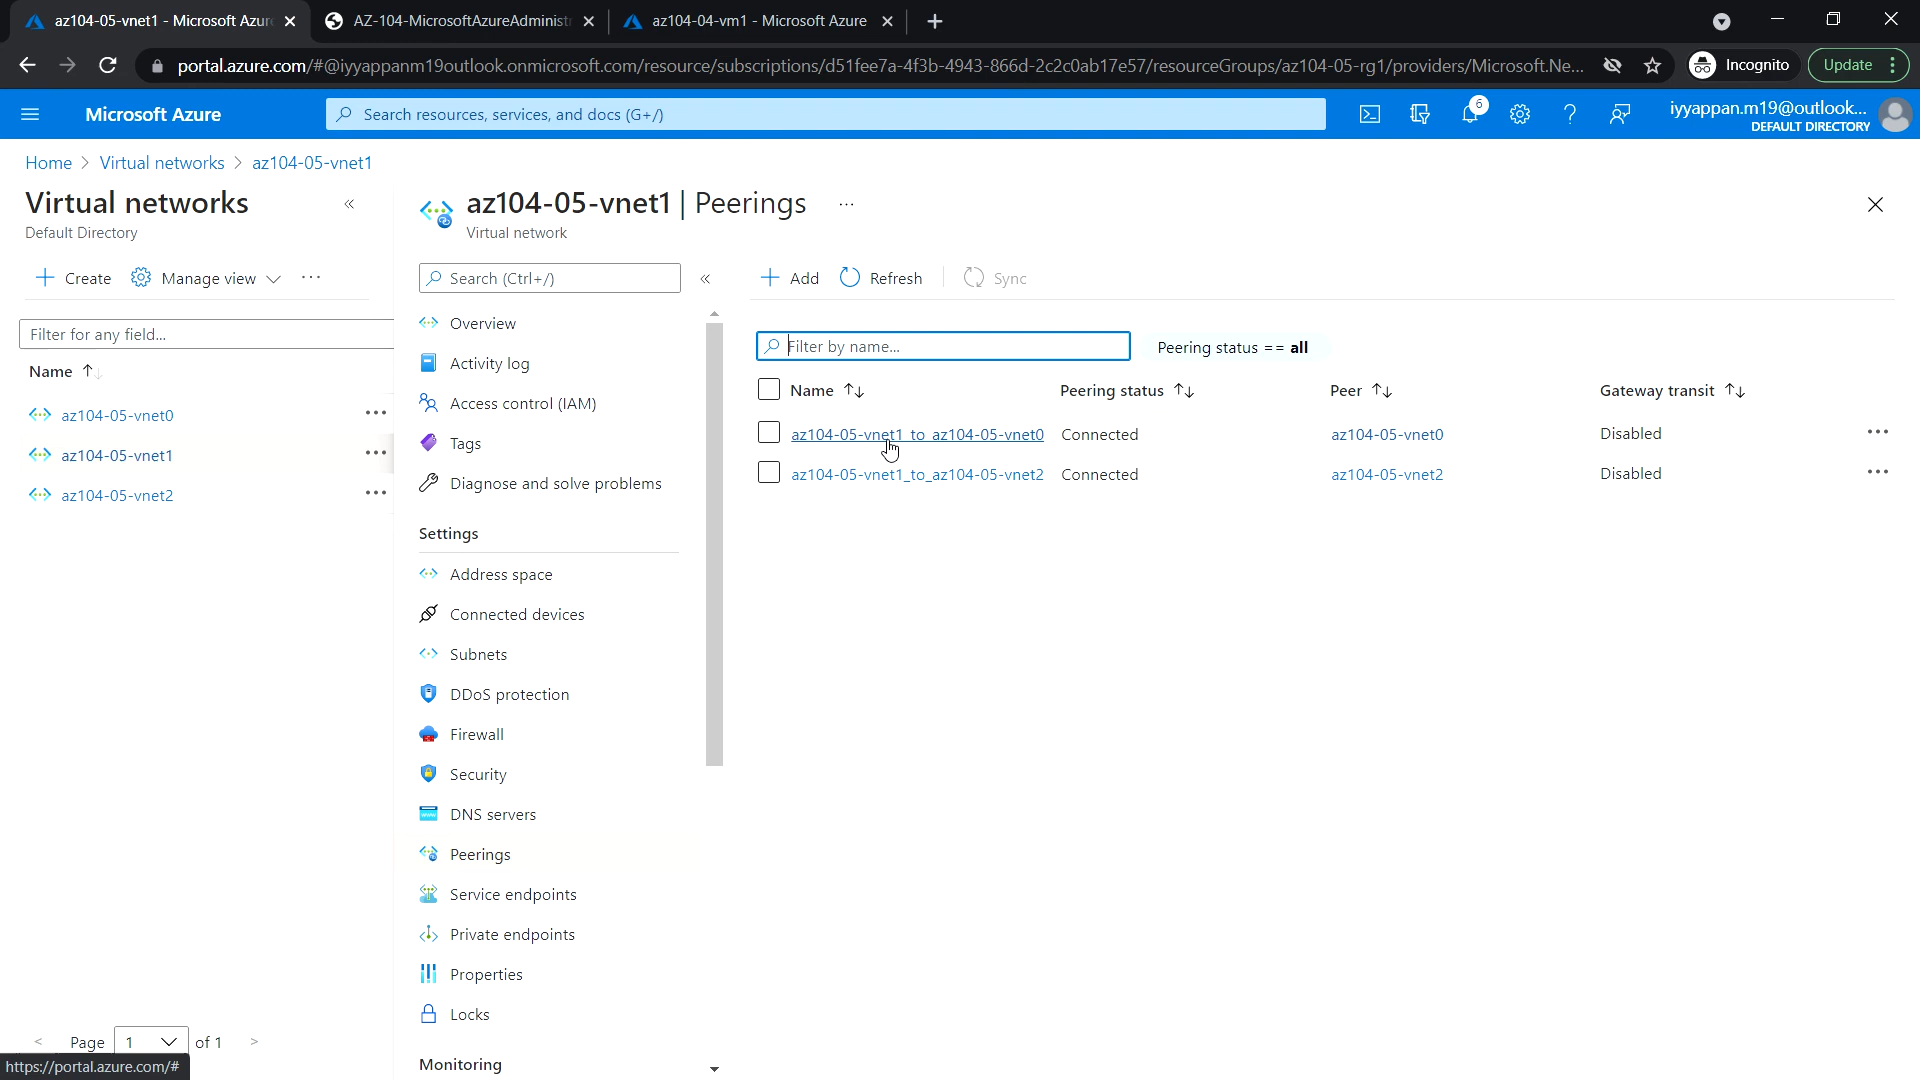 az104-05-vnet1 - Microsoft Azur
AZ-104-MicrosoftAzureAdministr
az104-04-vm1 - Microsoft Azure
portal.azure.com/#@iyyappanm19outlook.onmicrosoft.com/resource/subscriptions/d51fee7a-4f3b-4943-866d-2c2c0ab17e57/resourceGroups/az104-05-rg1/providers/Microsoft.Ne...
Incognito
Update
Microsoft Azure
Search resources, services, and docs (G+/)
6
iyyappan.m19@outlook...
DEFAULT DIRECTORY
Home > Virtual networks > az104-05-vnet1
Virtual networks
Default Directory
Create
Manage view
Filter for any field...
Name
az104-05-vnet0
az104-05-vnet1
az104-05-vnet2
Page 1 of 1
https://portal.azure.com/#
az104-05-vnet1 | Peerings
Virtual network
Search (Ctrl+/)
Overview
Activity log
Access control (IAM)
Tags
Diagnose and solve problems
Settings
Address space
Connected devices
Subnets
DDoS protection
Firewall
Security
DNS servers
Peerings
Service endpoints
Private endpoints
Properties
Locks
Monitoring
Add
Refresh
Sync
Filter by name...
Peering status == all
Name Peering status Peer Gateway transit
az104-05-vnet1_to_az104-05-vnet0 Connected az104-05-vnet0 Disabled
az104-05-vnet1_to_az104-05-vnet2 Connected az104-05-vnet2 Disabled